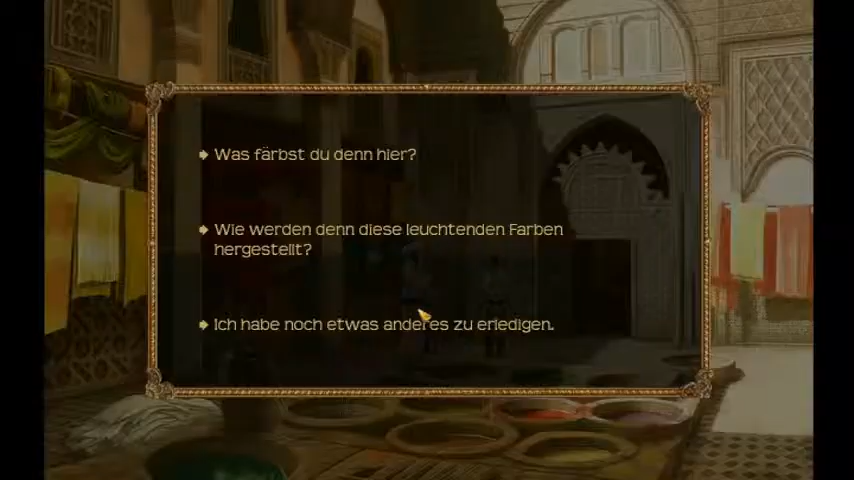 Was färbst du denn hier?
Wie werden denn diese leuchtenden Farben
hergestellt?
Ich habe noch etwas anderes zu erledigen.